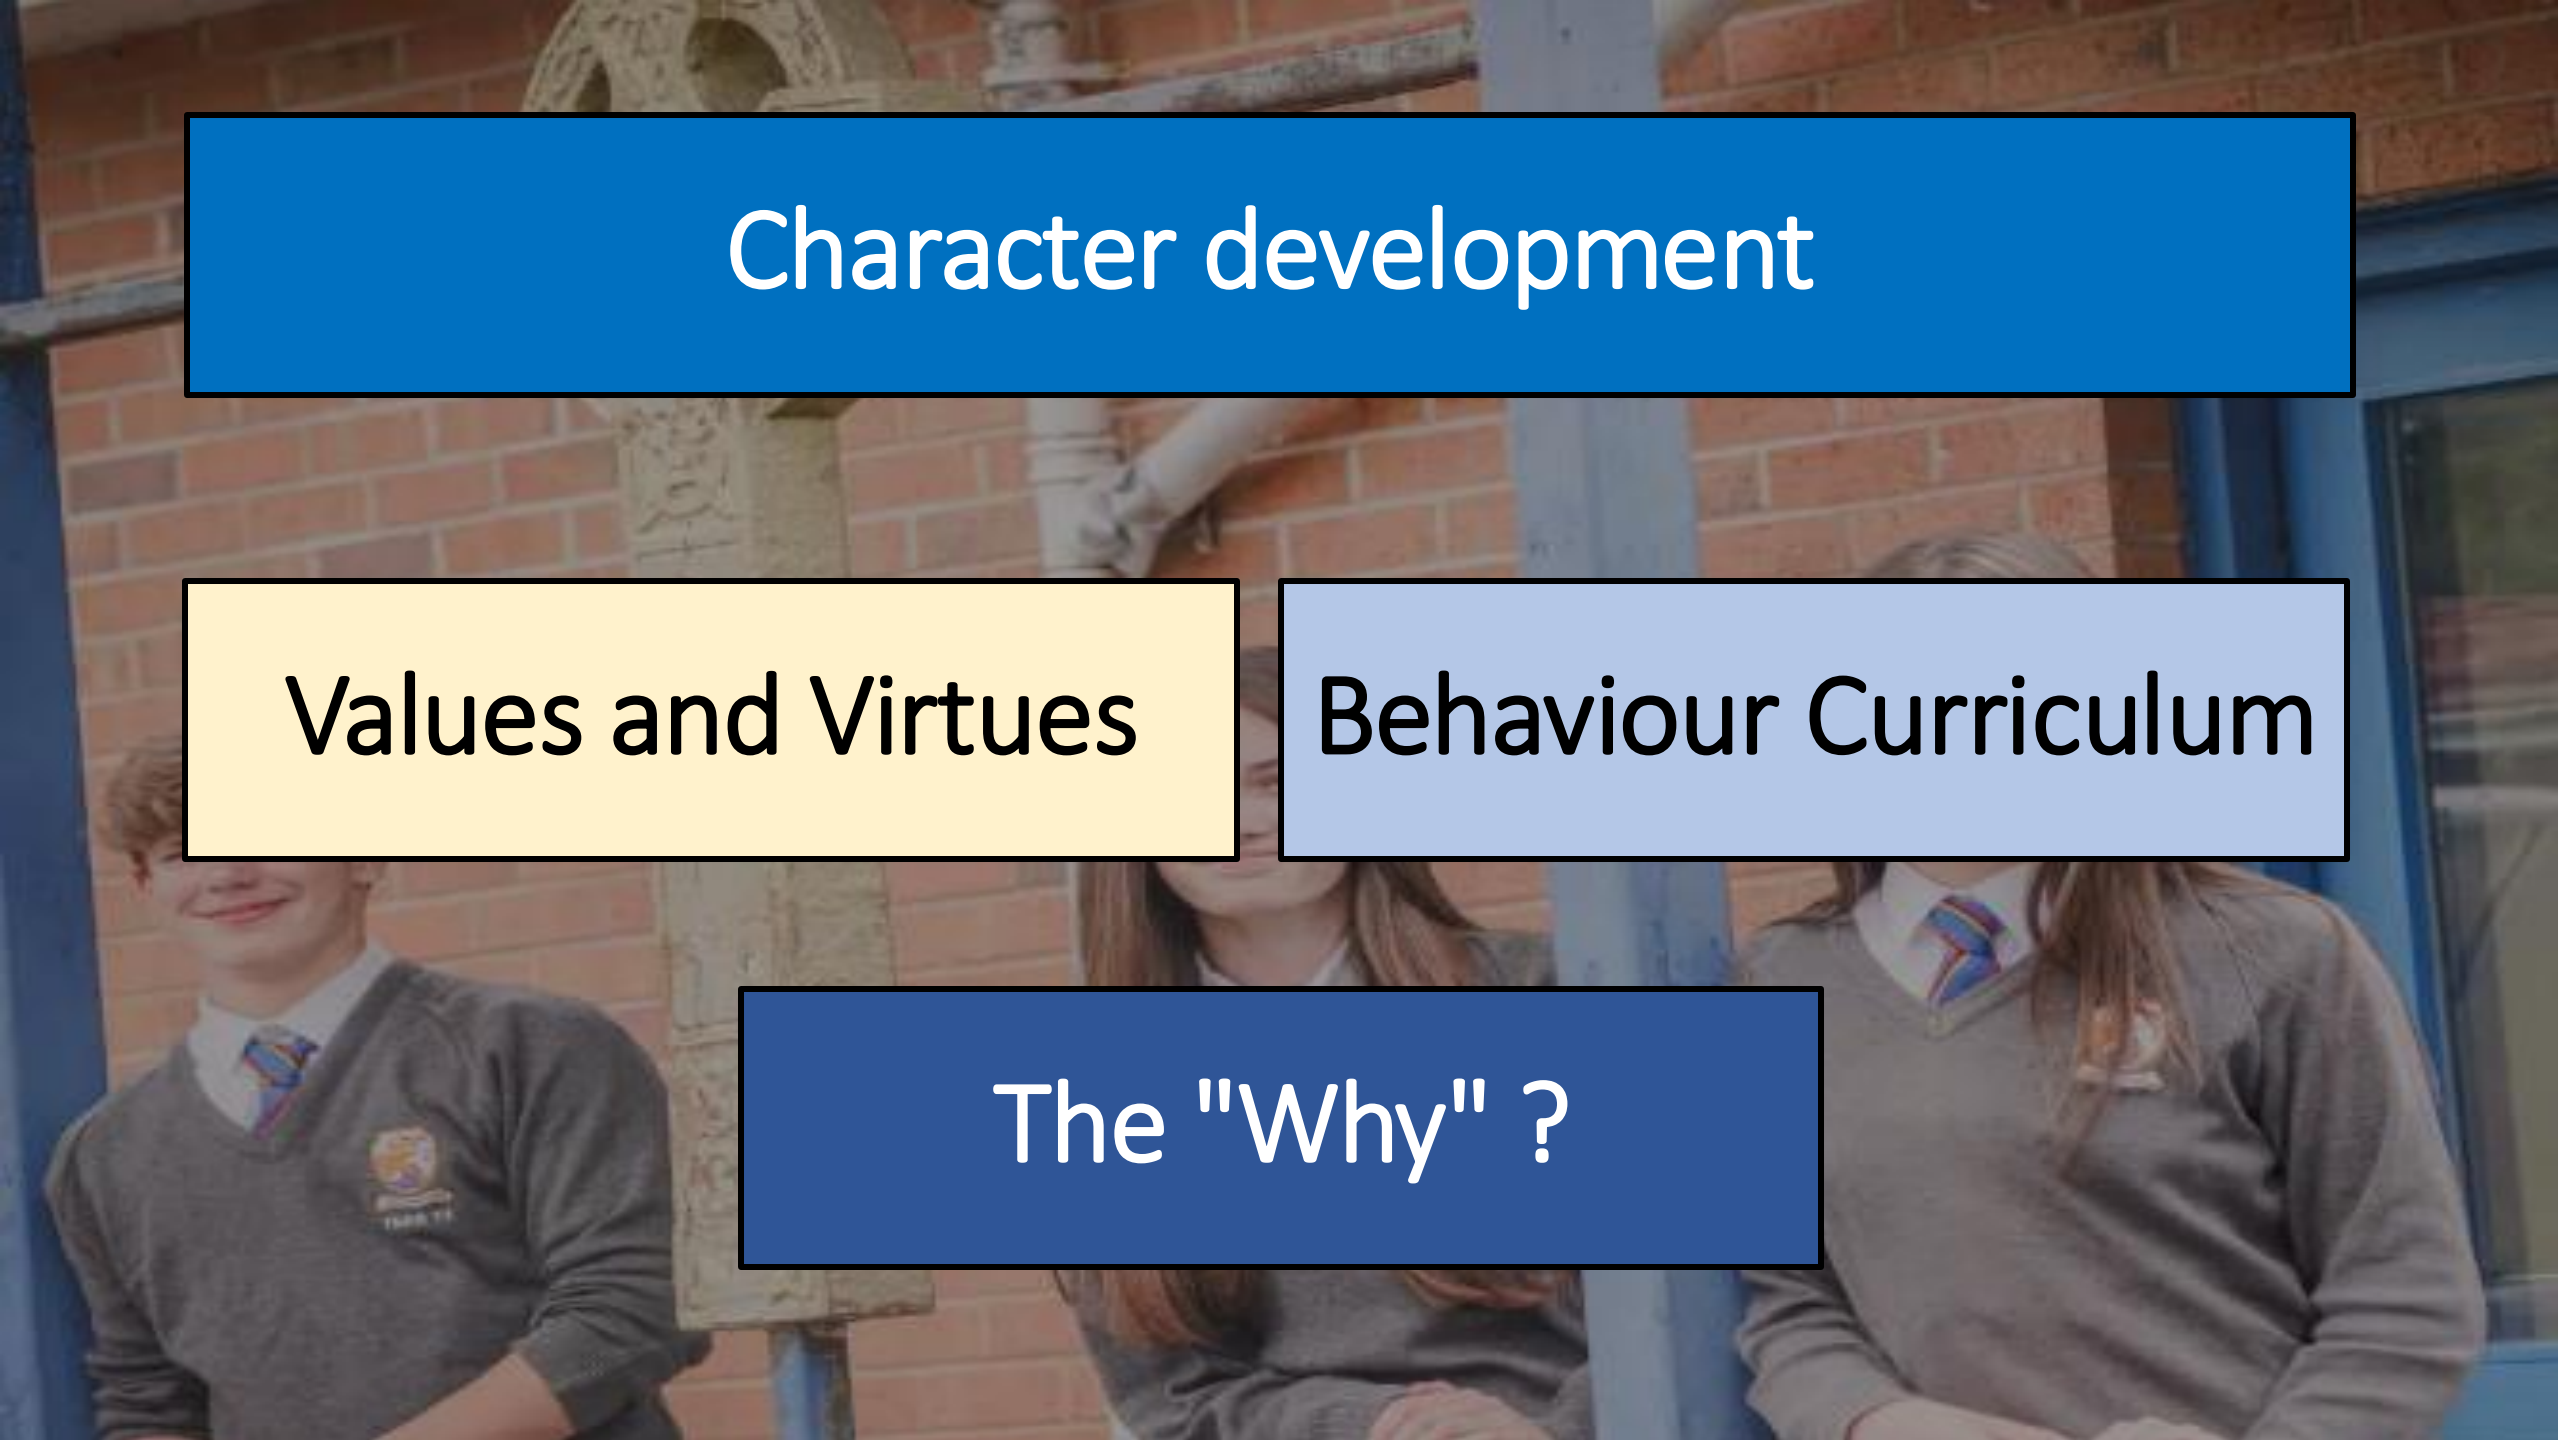 Character development
Values and Virtues
Behaviour Curriculum
The "Why" ?